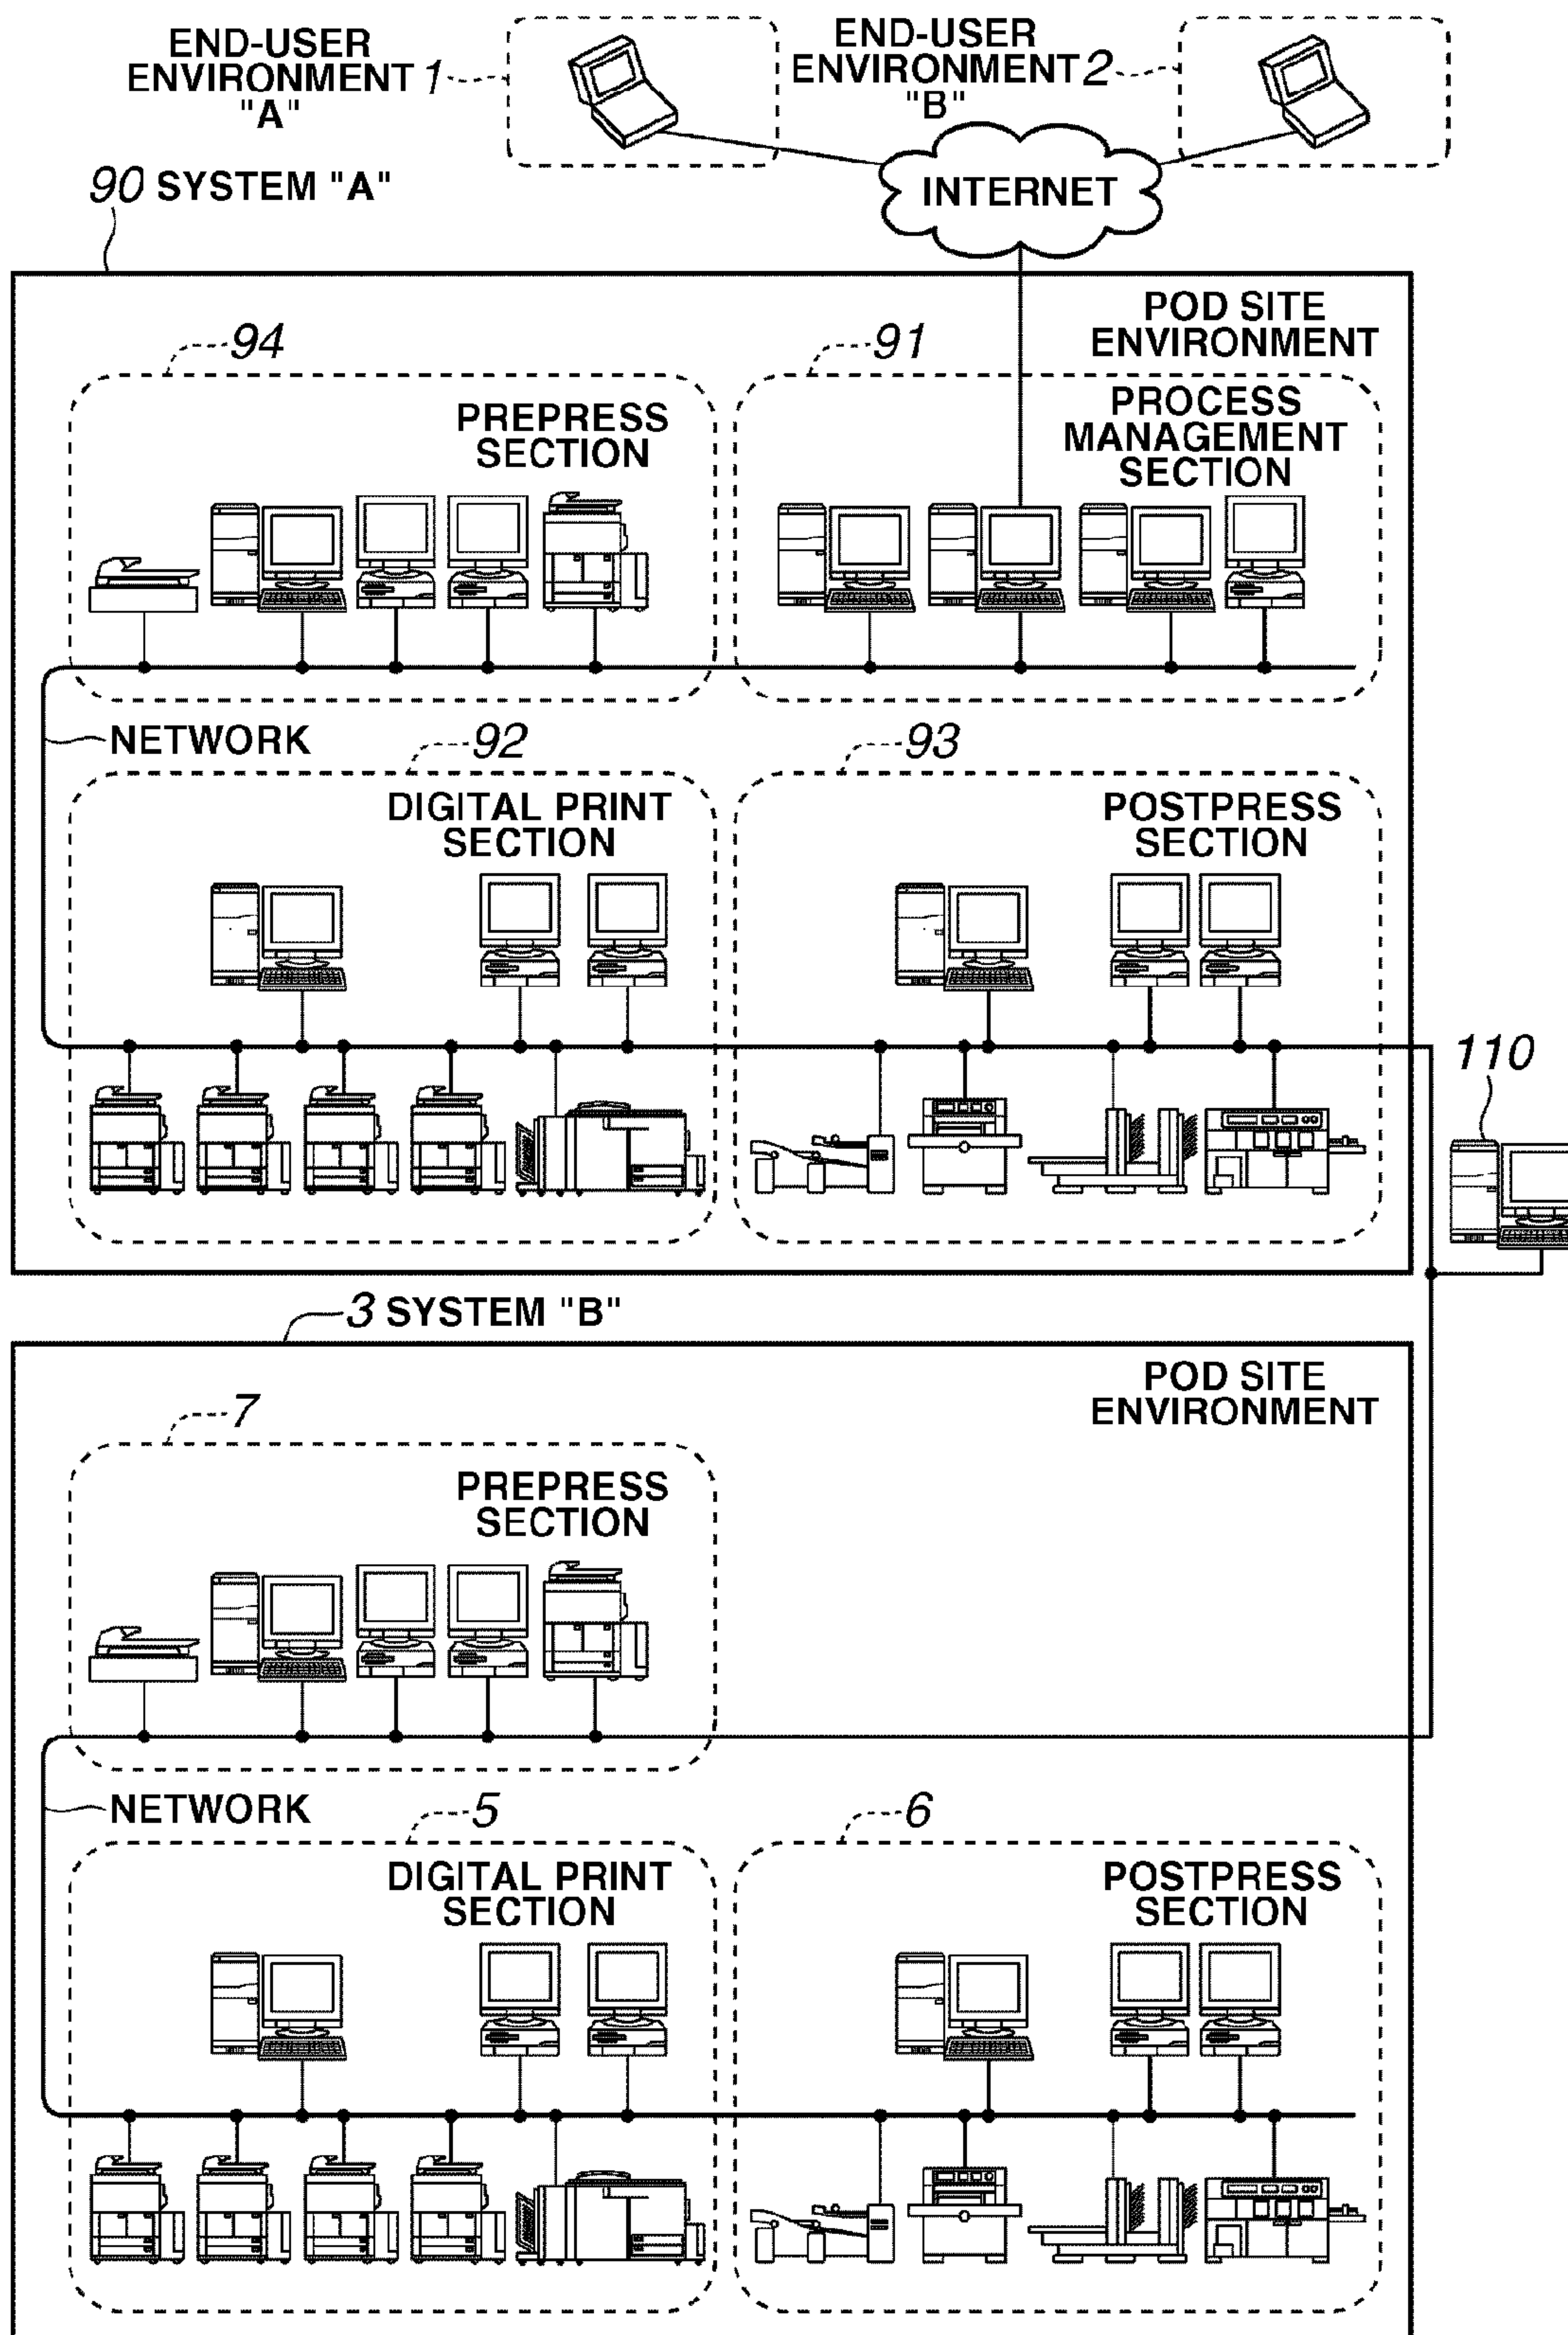 END-USER
ENVIRONMENT 1
"A"
END-USER
ENVIRONMENT 2
"B"
INTERNET
90 SYSTEM "A"
POD SITE
ENVIRONMENT
94
PREPRESS
SECTION
91
PROCESS
MANAGEMENT
SECTION
NETWORK
92
DIGITAL PRINT
SECTION
93
POSTPRESS
SECTION
110
3 SYSTEM "B"
POD SITE
ENVIRONMENT
7
PREPRESS
SECTION
NETWORK
5
DIGITAL PRINT
SECTION
6
POSTPRESS
SECTION